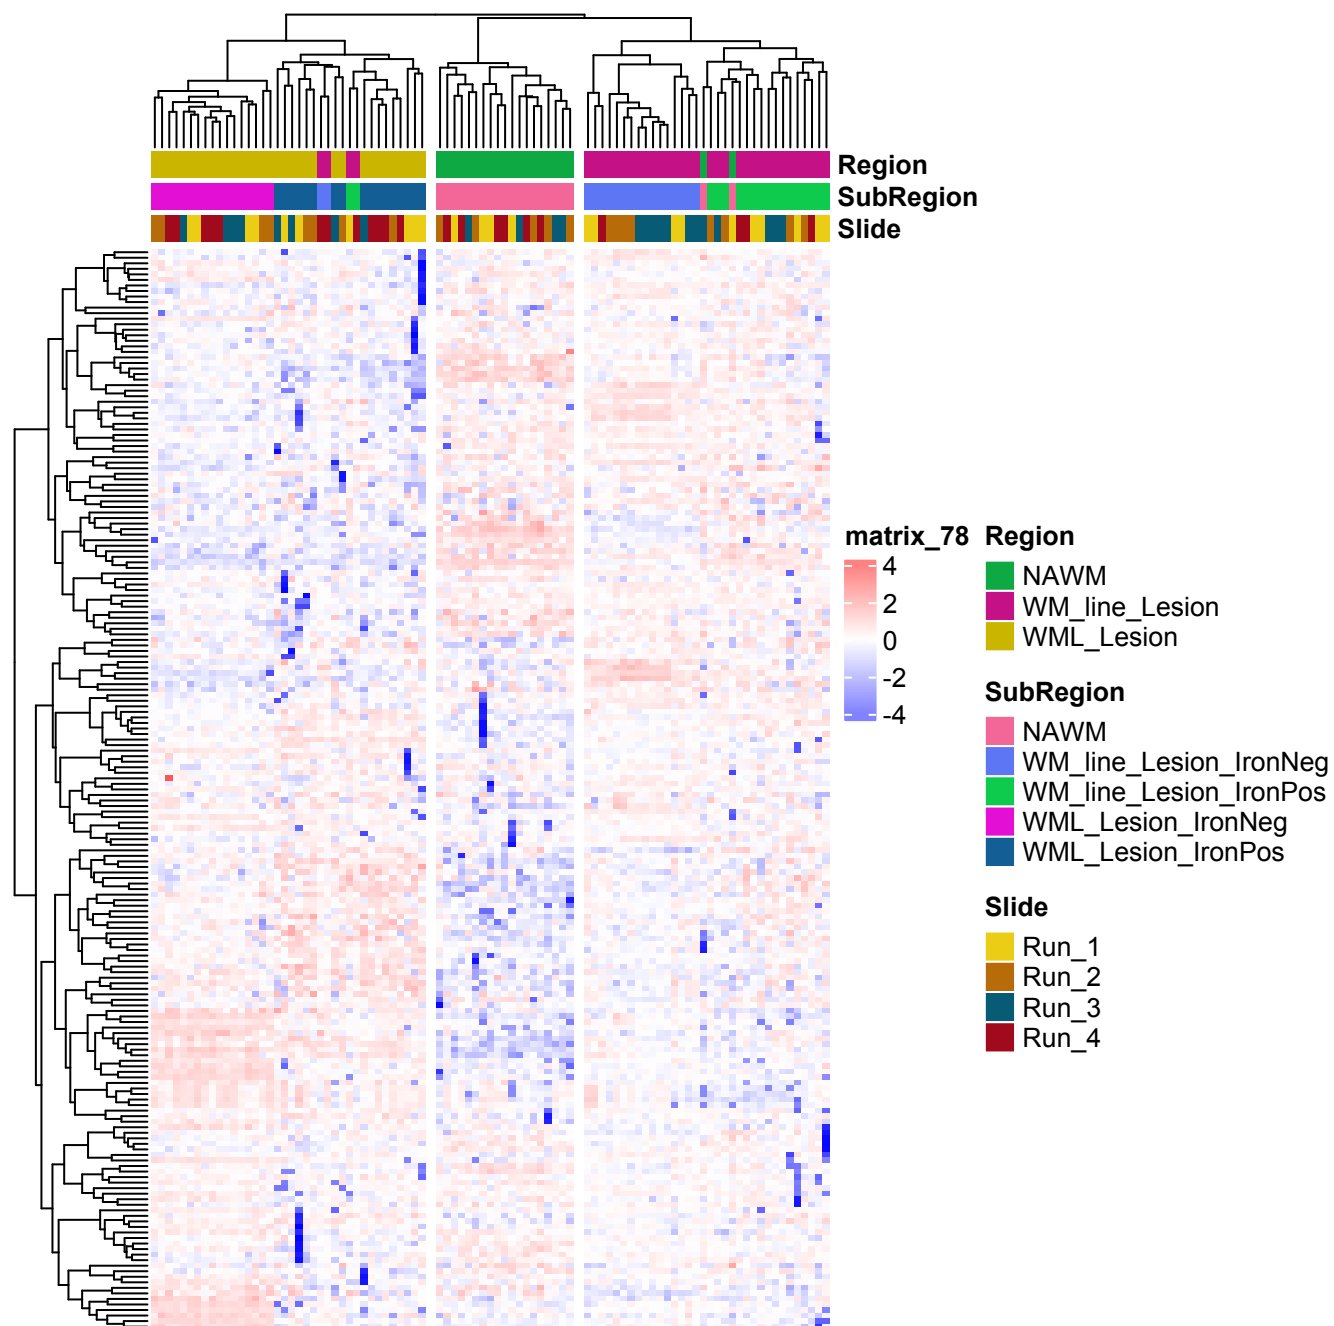 Region
SubRegion
Slide
matrix_78
4
2
0
-2
-4
Region
NAWM
WM_line_Lesion
WML_Lesion
SubRegion
NAWM
WM_line_Lesion_IronNeg
WM_line_Lesion_IronPos
WML_Lesion_IronNeg
WML_Lesion_IronPos
Slide
Run_1
Run_2
Run_3
Run_4